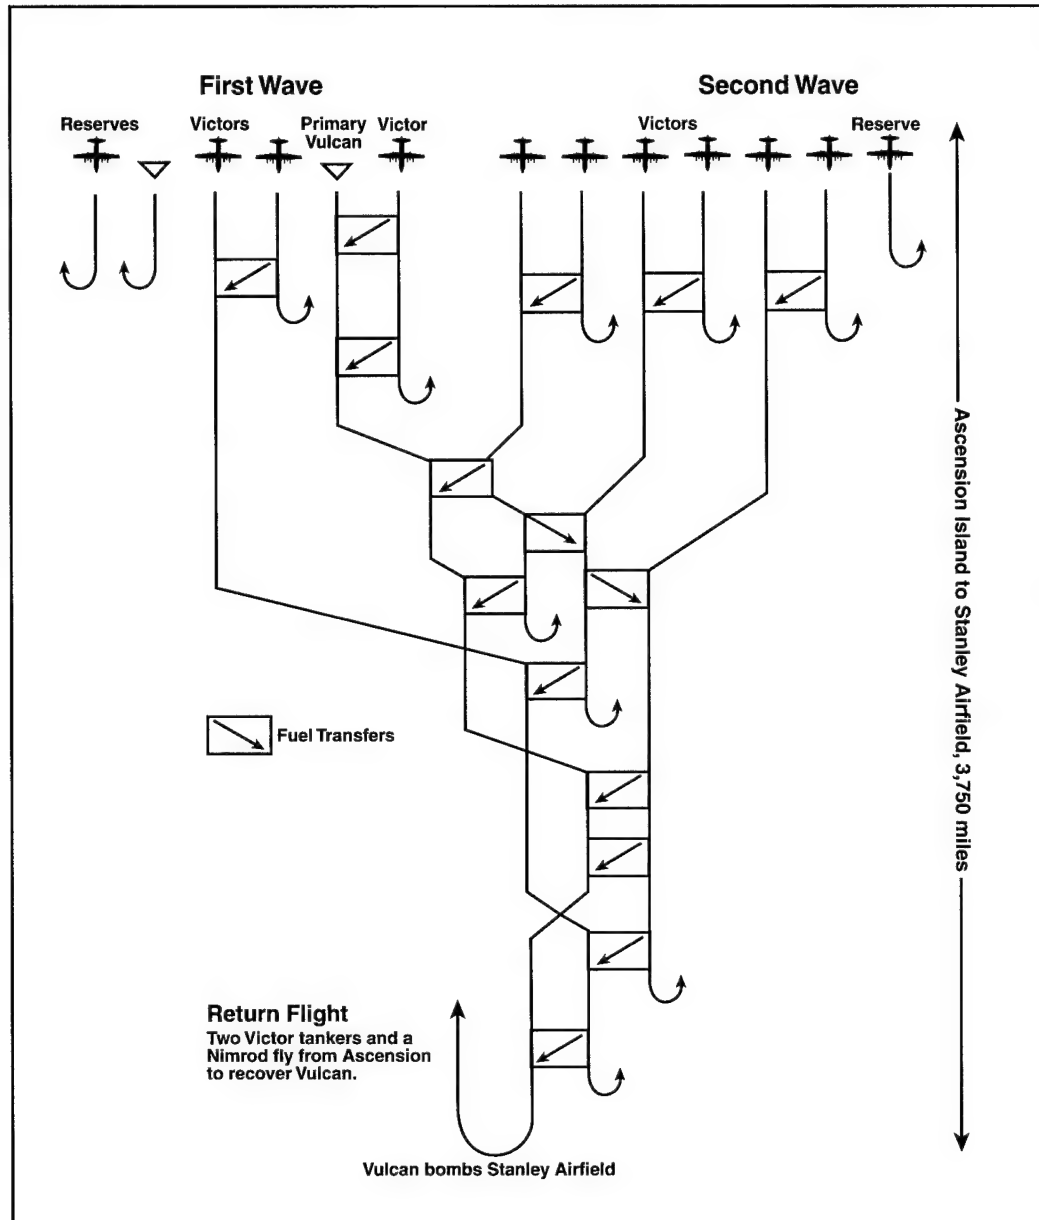 First Wave
Second Wave
Reserves
Victors
Primary
Vulcan
Victor
Victors
Reserve
Ascension Island to Stanley Airfield, 3,750 miles
Fuel Transfers
Return Flight
Two Victor tankers and a
Nimrod fly from Ascension
to recover Vulcan.
Vulcan bombs Stanley Airfield